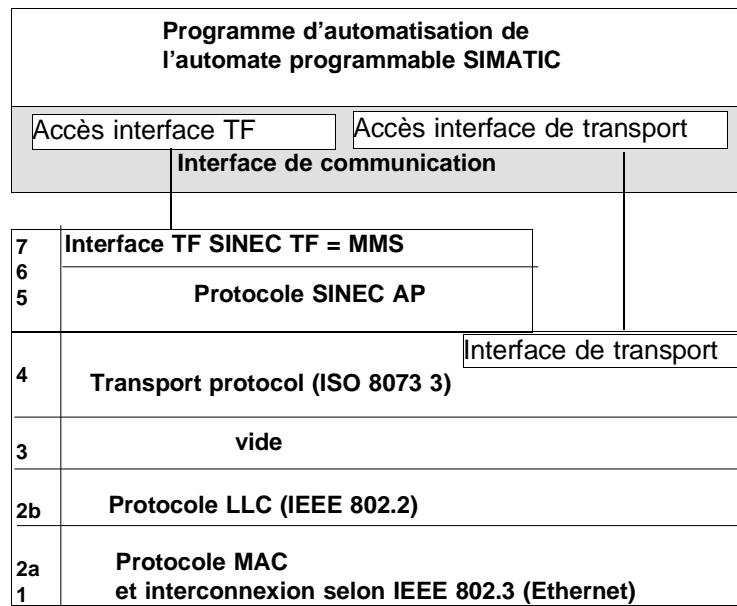 Programme d’automatisation de
l’automate programmable SIMATIC
Accès interface TF
Accès interface de transport
Interface de communication
7 Interface TF SINEC TF = MMS
6
5 Protocole SINEC AP
Interface de transport
4 Transport protocol (ISO 8073 3)
3 vide
2b Protocole LLC (IEEE 802.2)
2a Protocole MAC
1 et interconnexion selon IEEE 802.3 (Ethernet)